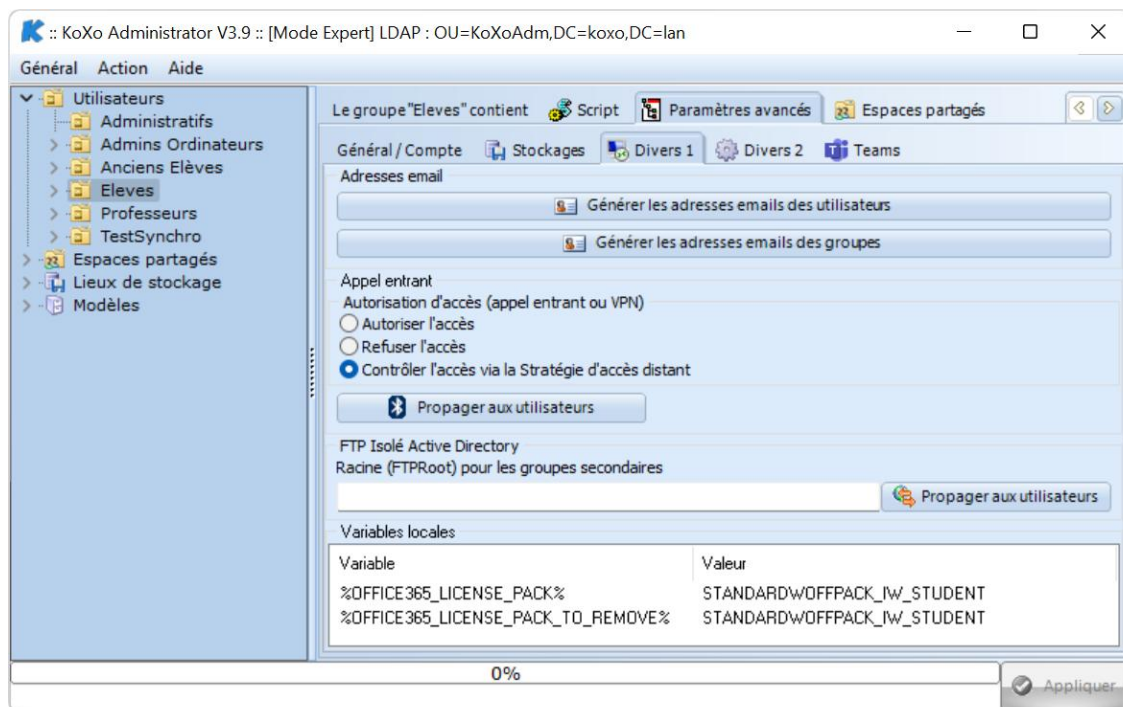 :: KoXo Administrator V3.9 :: [Mode Expert] LDAP : OU=KoXoAdm,DC=koxo,DC=lan
Général Action Aide
Utilisateurs
Administratifs
Admins Ordinateurs
Anciens Elèves
Eleves
Professeurs
TestSynchro
Espaces partagés
Lieux de stockage
Modèles
Le groupe "Eleves" contient Script Paramètres avancés Espaces partagés
Général / Compte Stockages Divers 1 Divers 2 Teams
Adresses email
Générer les adresses emails des utilisateurs
Générer les adresses emails des groupes
Appel entrant
Autorisation d'accès (appel entrant ou VPN)
Autoriser l'accès
Refuser l'accès
Contrôler l'accès via la Stratégie d'accès distant
Propager aux utilisateurs
FTP Isolé Active Directory
Racine (FTPRoot) pour les groupes secondaires
Propager aux utilisateurs
Variables locales
Variable Valeur
%OFFICE365_LICENSE_PACK% STANDARDWOFFPACK_IW_STUDENT
%OFFICE365_LICENSE_PACK_TO_REMOVE% STANDARDWOFFPACK_IW_STUDENT
0%
Appliquer